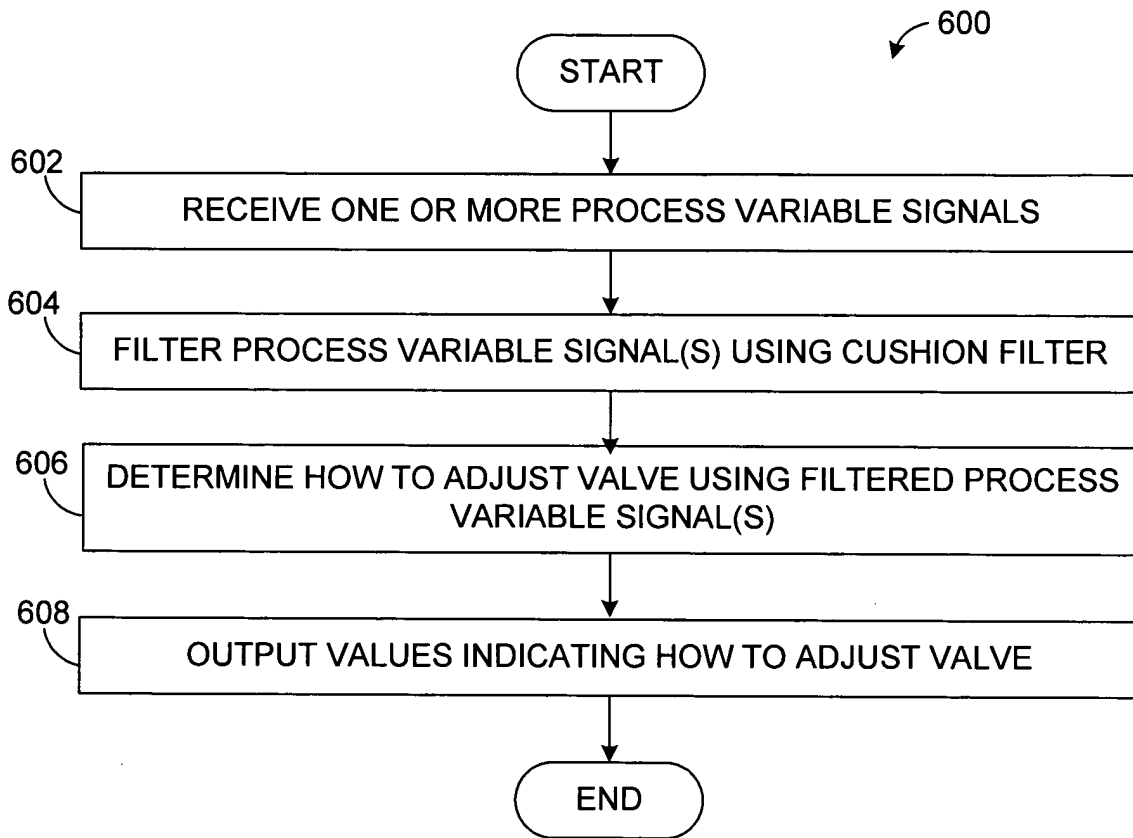 600
START
602
RECEIVE ONE OR MORE PROCESS VARIABLE SIGNALS
604
FILTER PROCESS VARIABLE SIGNAL(S) USING CUSHION FILTER
606
DETERMINE HOW TO ADJUST VALVE USING FILTERED PROCESS
VARIABLE SIGNAL(S)
608
OUTPUT VALUES INDICATING HOW TO ADJUST VALVE
END